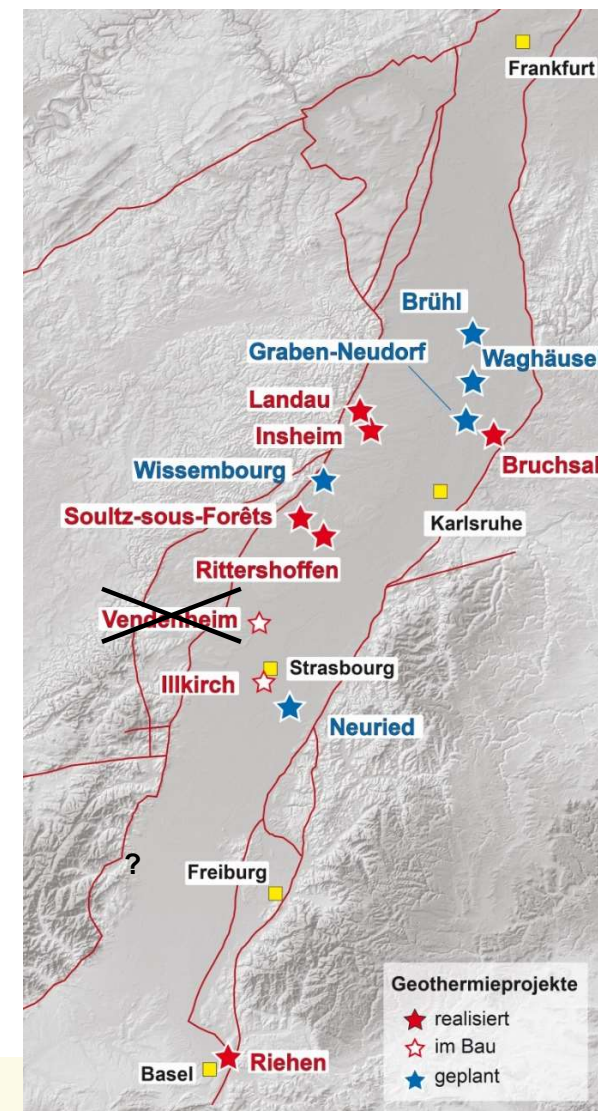 Frankfurt
Brühl
Graben-Neudorf
Waghäuse
Landau
Insheim
Bruchsal
Wissembourg
Karlsruhe
Soultz-sous-Forêts
Rittershoffen
Vendenheim
Strasbourg
Illkirch
Neuried
?
Freiburg
Geothermieprojekte
realisiert
im Bau
geplant
Riehen
Basel